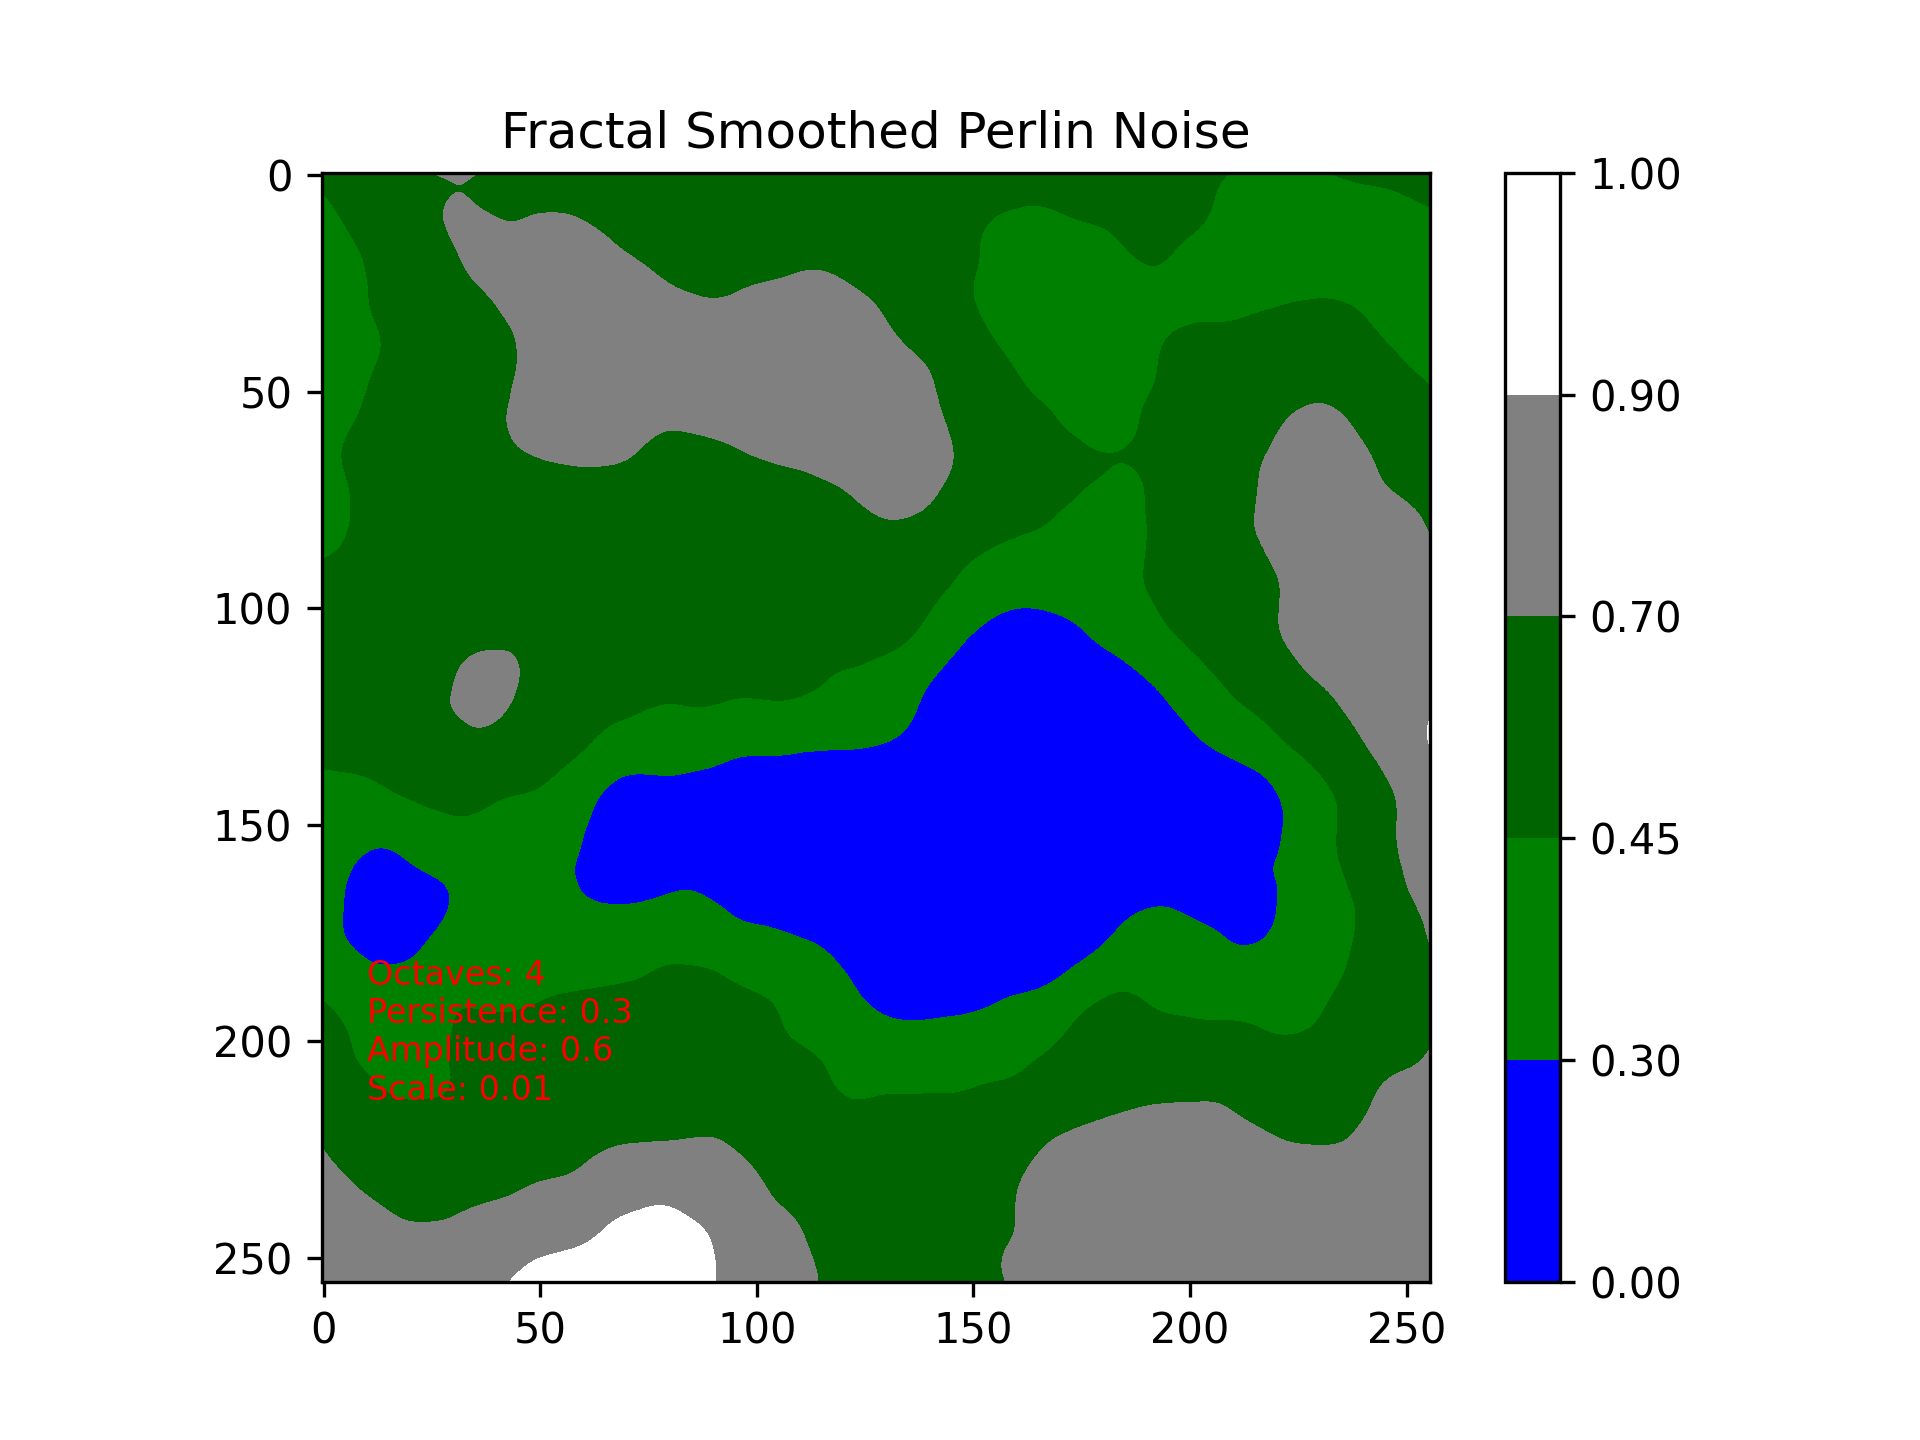 Fractal Smoothed Perlin Noise
0
50
100
150
200
250
Octaves: 4
Persistence: 0.3
Amplitude: 0.6
Scale: 0.01
0 50 100 150 200 250
1.00
0.90
0.70
0.45
0.30
0.00